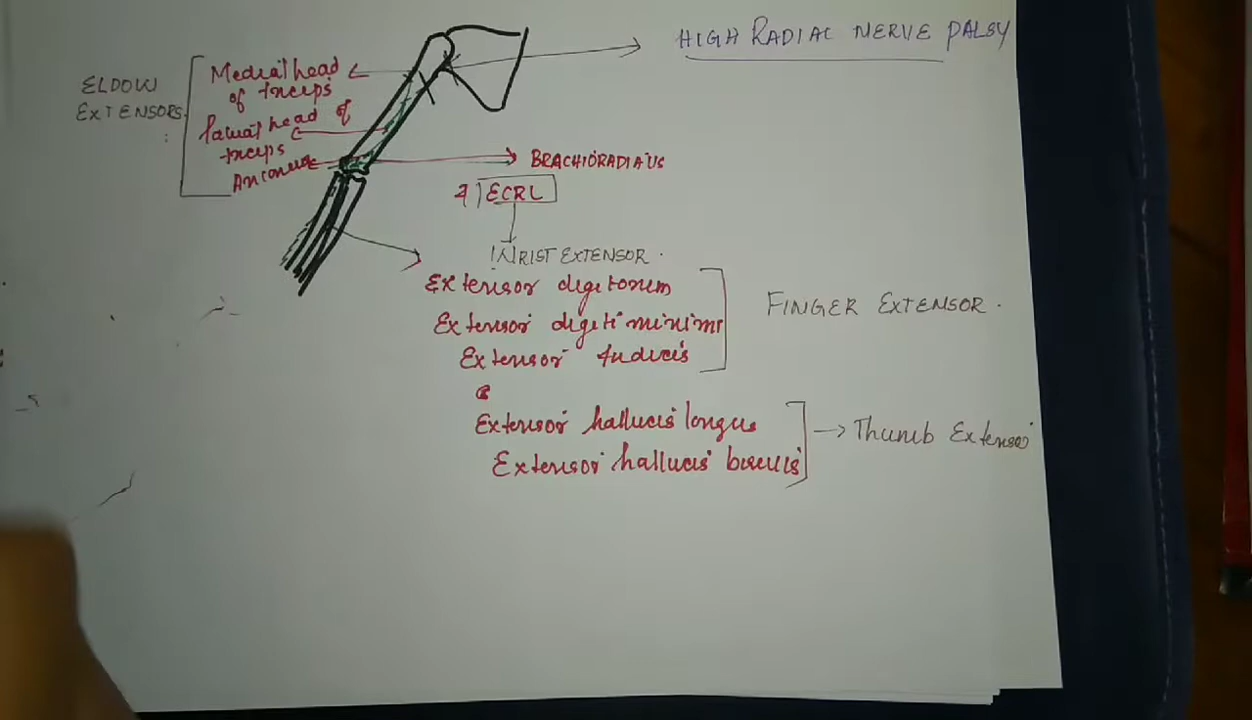 HIGH RADIAL NERVE PALSY
ELDOW
EXTENSORS
:
Medial head
of triceps
Lateral head of
triceps
Anconeus
BRACHIORADIALIS
ECRL
WRIST EXTENSOR.
Extensor digitorum
Extensor digiti minimi
Extensor indicis
FINGER EXTENSOR.
Extensor hallucis longus
Extensor hallucis brevis
Thumb Extensor